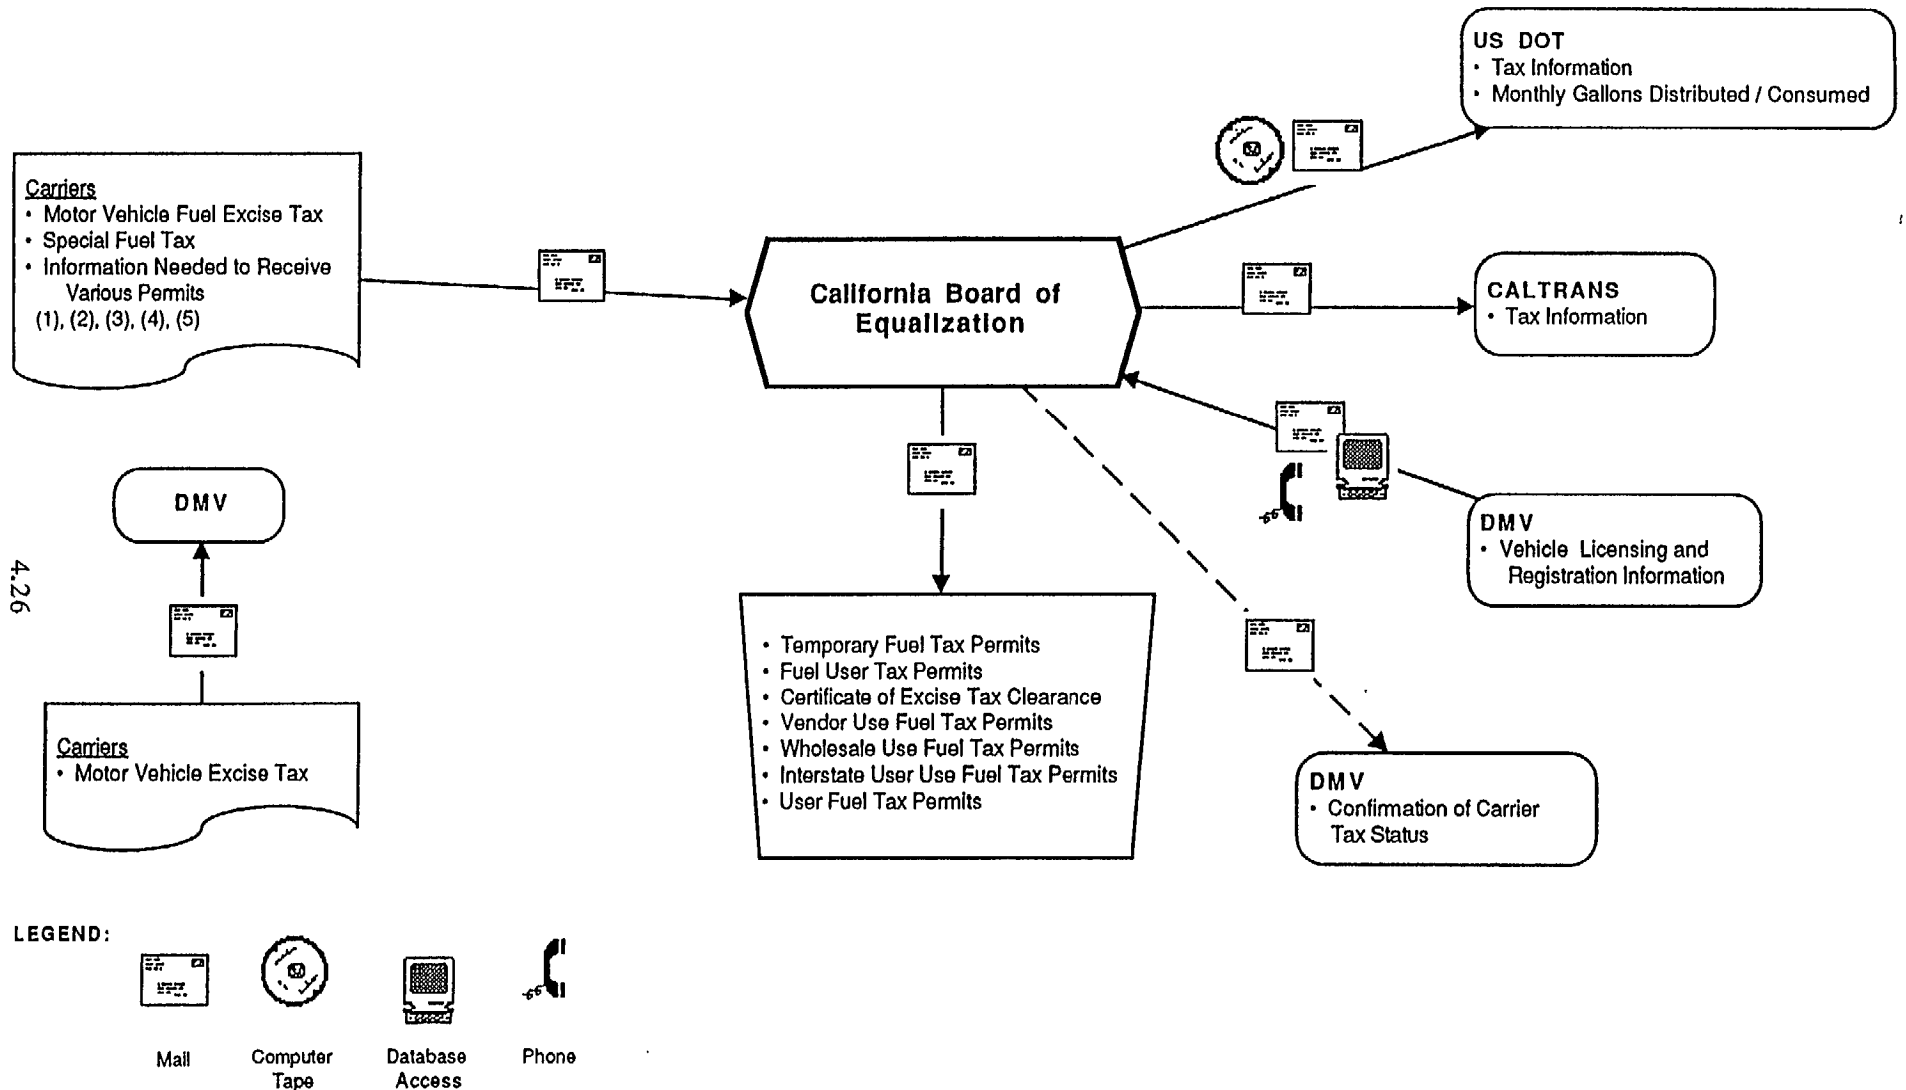 US DOT
• Tax Information
• Monthly Gallons Distributed / Consumed
Carriers
• Motor Vehicle Fuel Excise Tax
• Special Fuel Tax
• Information Needed to Receive
Various Permits
(1), (2), (3), (4), (5)
California Board of
Equalization
CALTRANS
• Tax Information
DMV
• Vehicle Licensing and
Registration Information
DMV
4.26
Carriers
• Motor Vehicle Excise Tax
• Temporary Fuel Tax Permits
• Fuel User Tax Permits
• Certificate of Excise Tax Clearance
• Vendor Use Fuel Tax Permits
• Wholesale Use Fuel Tax Permits
• Interstate User Use Fuel Tax Permits
• User Fuel Tax Permits
DMV
• Confirmation of Carrier
Tax Status
LEGEND:
Mail
Computer
Tape
Database
Access
Phone